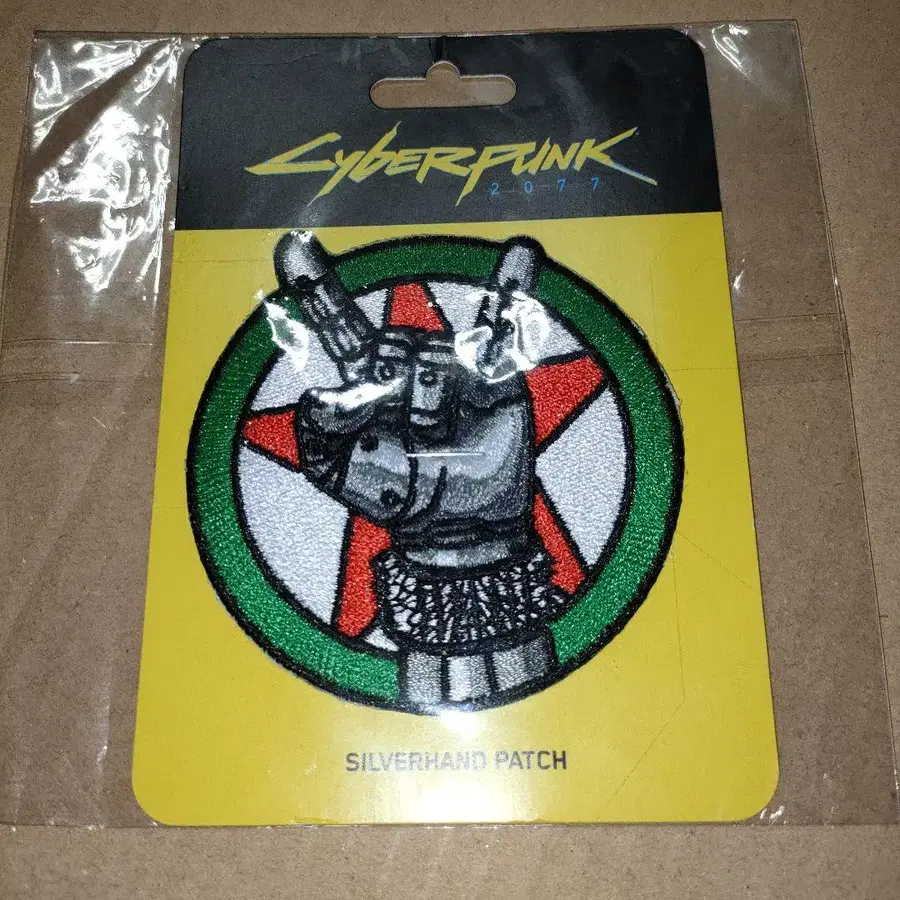 CYBERPUNK
2077
SILVERHAND PATCH